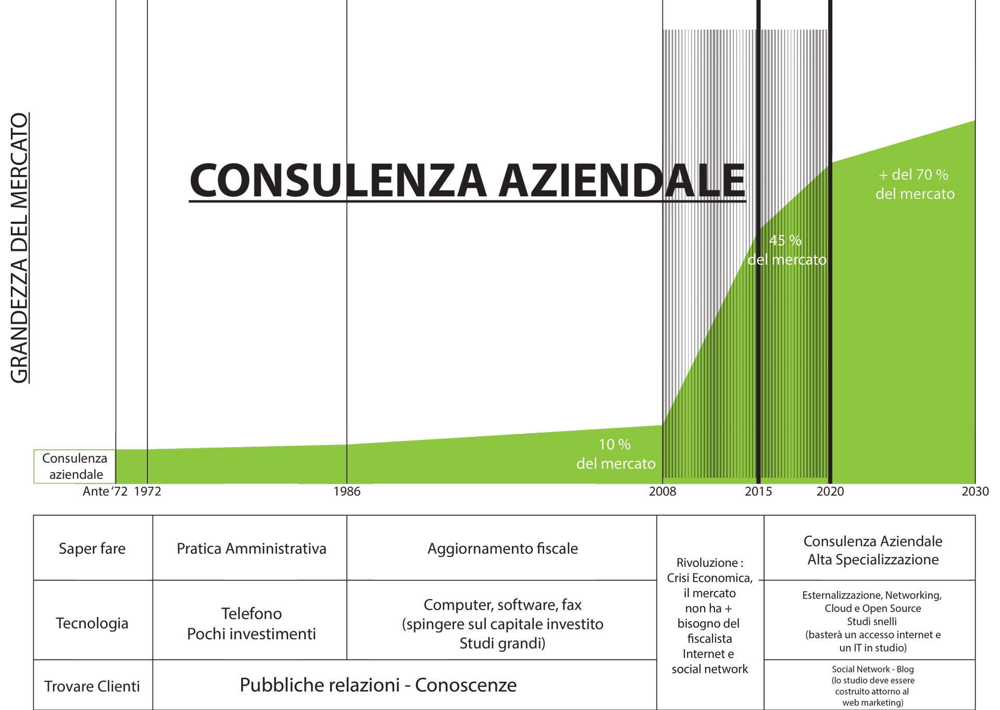 GRANDEZZA DEL MERCATO
CONSULENZA AZIENDALE
+ del 70 %
del mercato
45 %
del mercato
10 %
del mercato
Consulenza
aziendale
Ante ‘72 1972 1986 2008 2015 2020 2030
Saper fare
Pratica Amministrativa
Aggiornamento fiscale
Rivoluzione :
Crisi Economica,
il mercato
non ha +
bisogno del
fiscalista
Internet e
social network
Consulenza Aziendale
Alta Specializzazione
Tecnologia
Telefono
Pochi investimenti
Computer, software, fax
(spingere sul capitale investito
Studi grandi)
Esternalizzazione, Networking,
Cloud e Open Source
Studi snelli
(basterà un accesso internet e
un IT in studio)
Trovare Clienti
Pubbliche relazioni - Conoscenze
Social Network - Blog
(lo studio deve essere
costruito attorno al
web marketing)